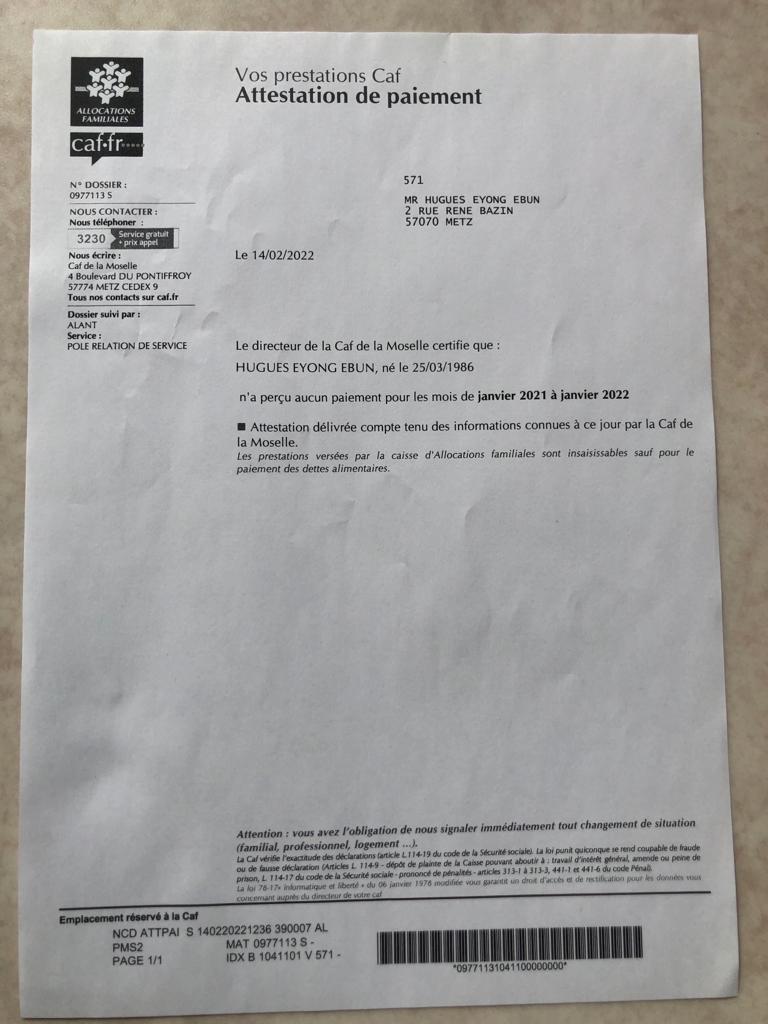 Vos prestations Caf
Attestation de paiement
ALLOCATIONS
FAMILIALES
caf.fr
N° DOSSIER :
0977113 S
NOUS CONTACTER :
Nous téléphoner :
3230 Service gratuit
+ prix appel
Nous écrire :
Caf de la Moselle
4 Boulevard DU PONTIFFROY
57774 METZ CEDEX 9
Tous nos contacts sur caf.fr
Dossier suivi par :
ALANT
Service :
POLE RELATION DE SERVICE
571
MR HUGUES EYONG EBUN
2 RUE RENE BAZIN
57070 METZ
Le 14/02/2022
Le directeur de la Caf de la Moselle certifie que :
HUGUES EYONG EBUN, né le 25/03/1986
n'a perçu aucun paiement pour les mois de janvier 2021 à janvier 2022
■ Attestation délivrée compte tenu des informations connues à ce jour par la Caf de
la Moselle.
Les prestations versées par la caisse d'Allocations familiales sont insaisissables sauf pour le
paiement des dettes alimentaires.
Attention : vous avez l'obligation de nous signaler immédiatement tout changement de situation
(familial, professionnel, logement ...).
La Caf vérifie l'exactitude des déclarations (article L.114-19 du code de la Sécurité sociale). La loi punit quiconque se rend coupable de fraude
ou de fausse déclaration (Articles L. 114-9 - dépôt de plainte de la Caisse pouvant aboutir à : travail d'intérêt général, amende ou peine de
prison, L. 114-17 du code de la Sécurité sociale - prononcé de pénalités - articles 313-1 à 313-3, 441-1 et 441-6 du code Pénal).
La loi 78-17 « Informatique et liberté » du 06 janvier 1978 modifiée vous garantit un droit d'accès et de rectification pour les données vous
concernant auprès du directeur de votre caf
Emplacement réservé à la Caf
NCD ATTPAI S 140220221236 390007 AL
PMS2 MAT 0977113 S -
PAGE 1/1 IDX B 1041101 V 571 -
*09771131041100000000*